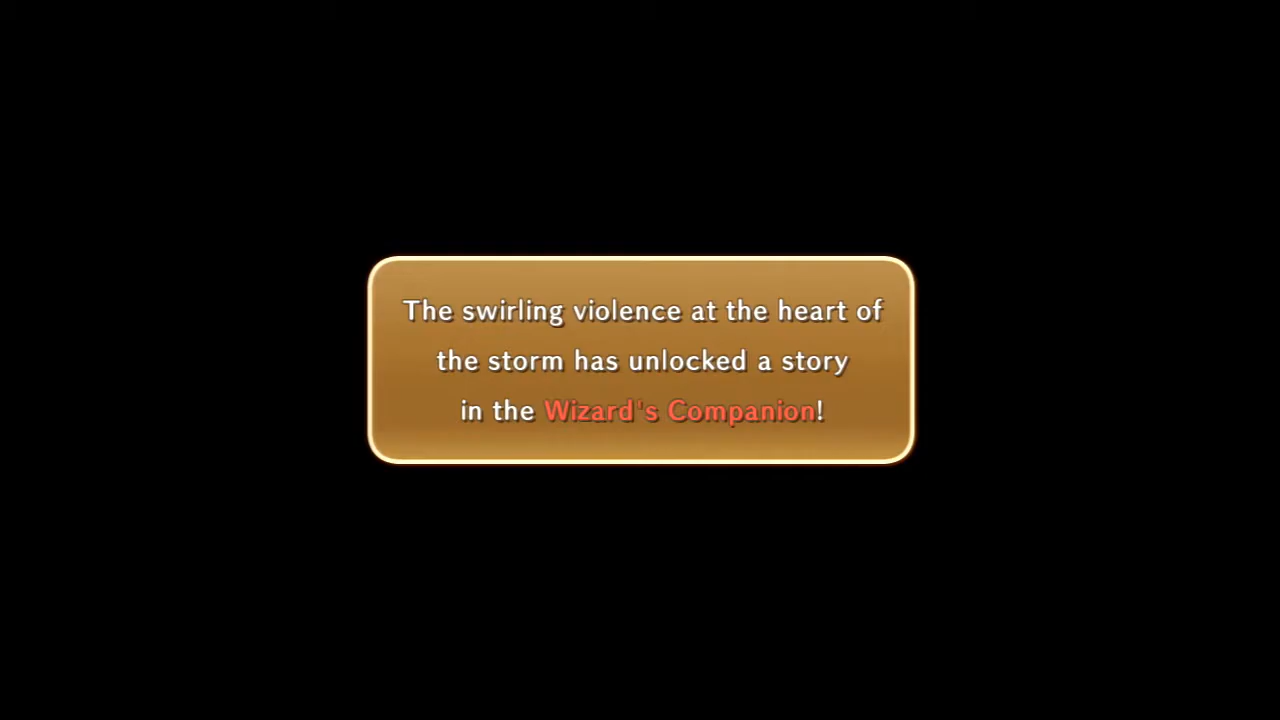 The swirling violence at the heart of
the storm has unlocked a story
in the Wizard's Companion!